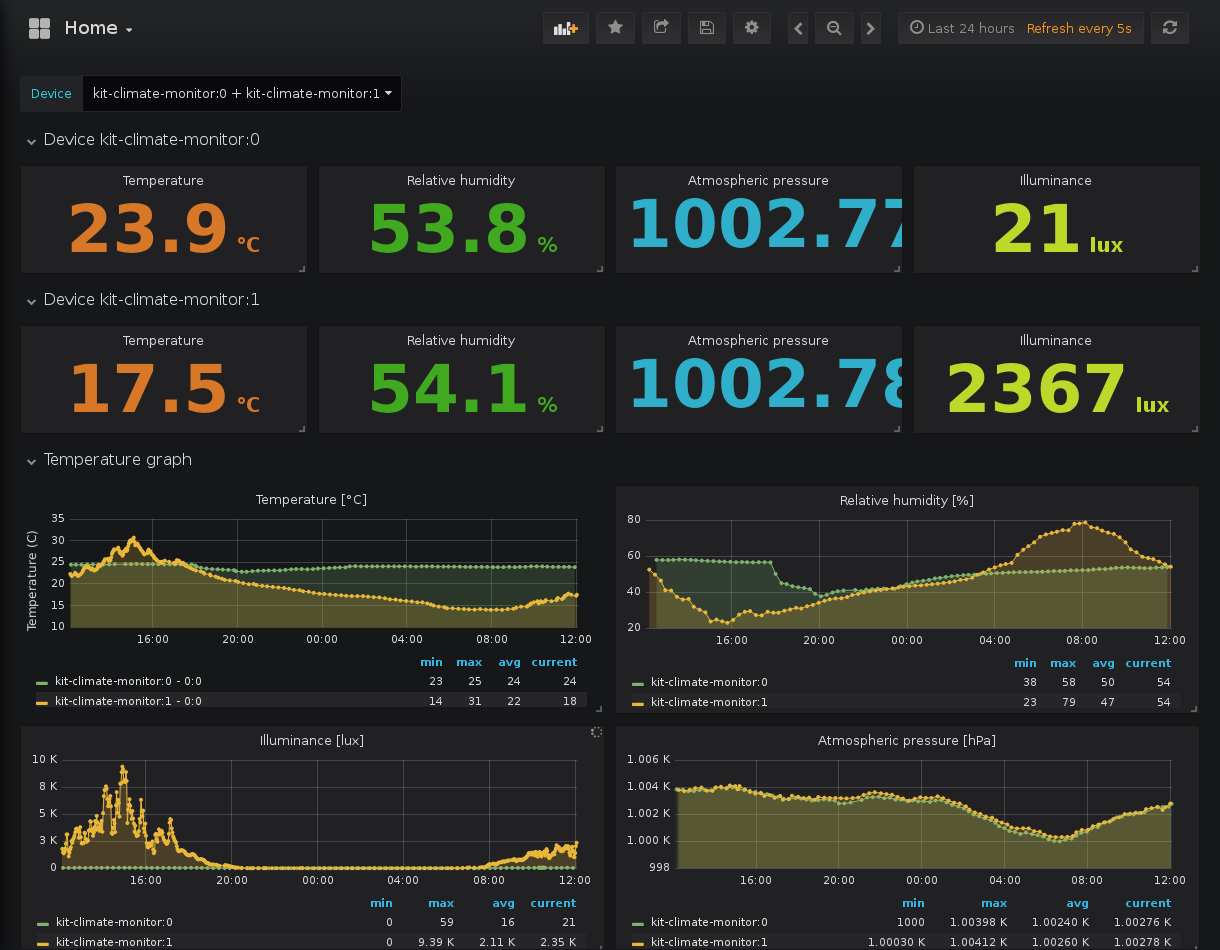 Home
Last 24 hours Refresh every 5s
Device kit-climate-monitor:0 + kit-climate-monitor:1
Device kit-climate-monitor:0
Temperature Relative humidity Atmospheric pressure Illuminance
23.9 °C 53.8 % 1002.77 21 lux
Device kit-climate-monitor:1
Temperature Relative humidity Atmospheric pressure Illuminance
17.5 °C 54.1 % 1002.78 2367 lux
Temperature graph
Temperature [°C]
Temperature (C)
35
30
25
20
15
10
16:00 20:00 00:00 04:00 08:00 12:00
min max avg current
kit-climate-monitor:0 - 0:0 23 25 24 24
kit-climate-monitor:1 - 0:0 14 31 22 18
Relative humidity [%]
80
60
40
20
16:00 20:00 00:00 04:00 08:00 12:00
min max avg current
kit-climate-monitor:0 38 58 50 54
kit-climate-monitor:1 23 79 47 54
Illuminance [lux]
10 K
8 K
5 K
3 K
0
16:00 20:00 00:00 04:00 08:00 12:00
min max avg current
kit-climate-monitor:0 0 59 16 21
kit-climate-monitor:1 0 9.39 K 2.11 K 2.35 K
Atmospheric pressure [hPa]
1.006 K
1.004 K
1.002 K
1.000 K
998
16:00 20:00 00:00 04:00 08:00 12:00
min max avg current
kit-climate-monitor:0 1000 1.00398 K 1.00240 K 1.00276 K
kit-climate-monitor:1 1.00030 K 1.00412 K 1.00260 K 1.00278 K